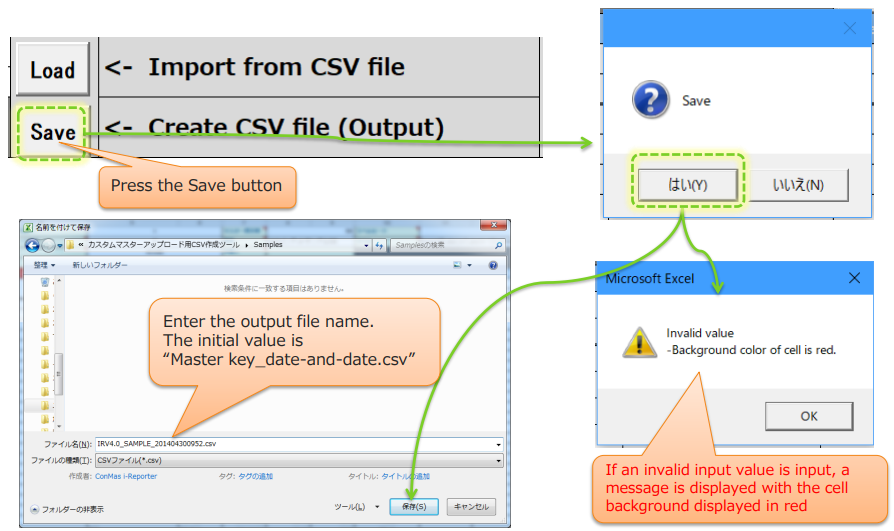 Load
<- Import from CSV file
Save
<- Create CSV file (Output)
Press the Save button
Save
はい(Y)
いいえ(N)
名前を付けて保存
« カスタムマスターアップロード用CSV作成ツール ▸ Samples
Samplesの検索
整理 ▼
新しいフォルダー
検索条件に一致する項目はありません。
Enter the output file name.
The initial value is
“Master key_date-and-date.csv”
ファイル名(N):
IRV4.0_SAMPLE_201404300952.csv
ファイルの種類(T):
CSVファイル(*.csv)
作成者:
ConMas i-Reporter
タグ: タグの追加
タイトル: タイトルの追加
フォルダーの非表示
ツール(L) ▼
保存(S)
キャンセル
Microsoft Excel
Invalid value
-Background color of cell is red.
OK
If an invalid input value is input, a
message is displayed with the cell
background displayed in red